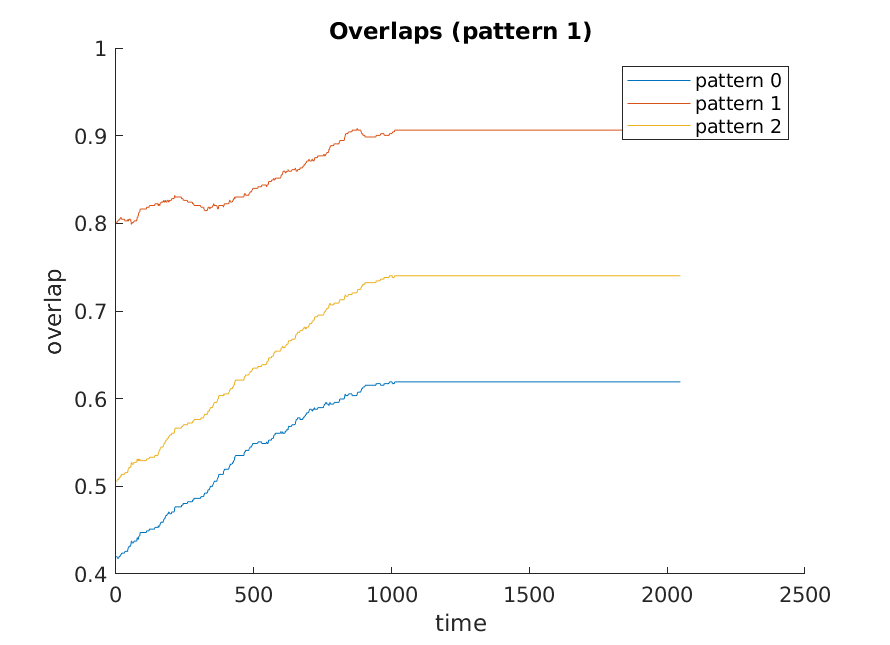 Overlaps (pattern 1)
1
0.9
0.8
0.7
0.6
0.5
0.4
overlap
pattern 0
pattern 1
pattern 2
0 500 1000 1500 2000 2500
time